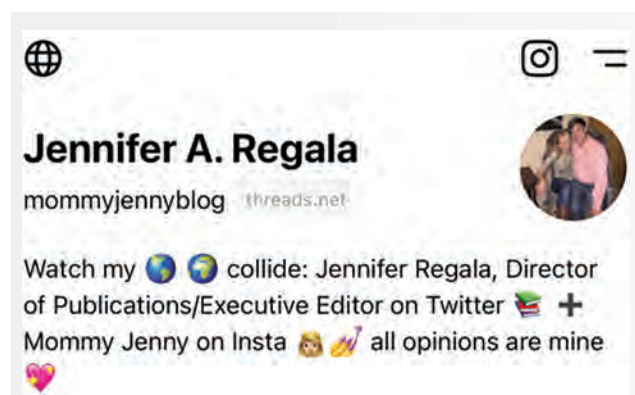 Jennifer A. Regala
mommyjennyblog threads.net
Watch my 🌎 🌍 collide: Jennifer Regala, Director
of Publications/Executive Editor on Twitter 📚 ➕
Mommy Jenny on Insta 👸🏼 💅 all opinions are mine
💖